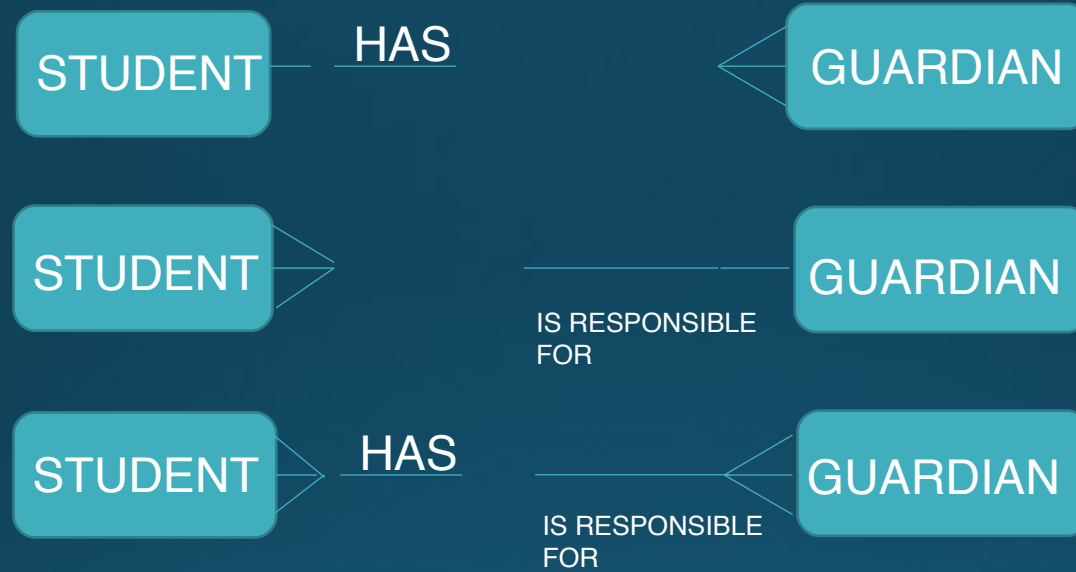 STUDENT
HAS
GUARDIAN
STUDENT
GUARDIAN
IS RESPONSIBLE
FOR
STUDENT
HAS
GUARDIAN
IS RESPONSIBLE
FOR